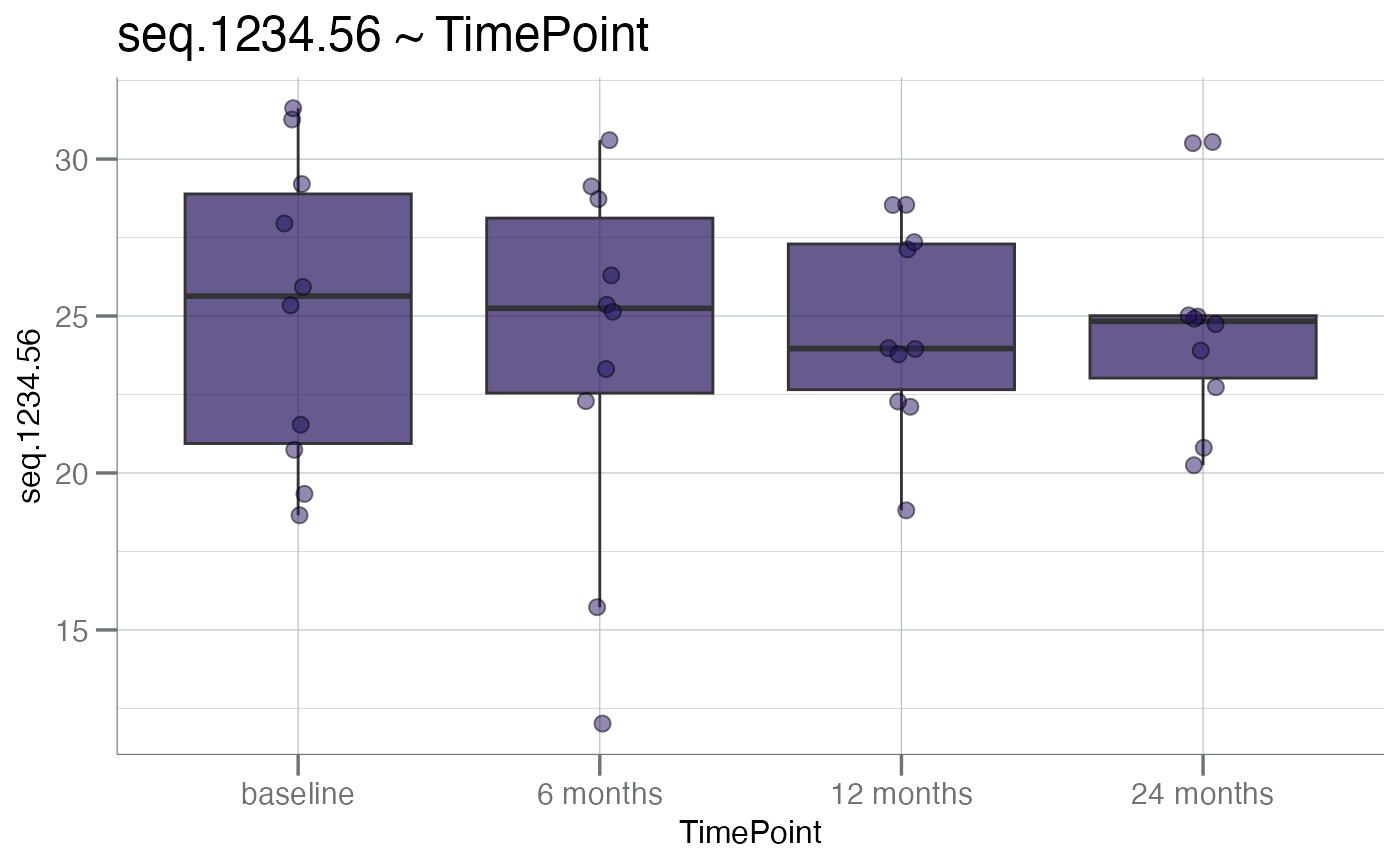 seq.1234.56 ~ TimePoint
seq.1234.56
30
25
20
15
baseline 6 months 12 months 24 months
TimePoint